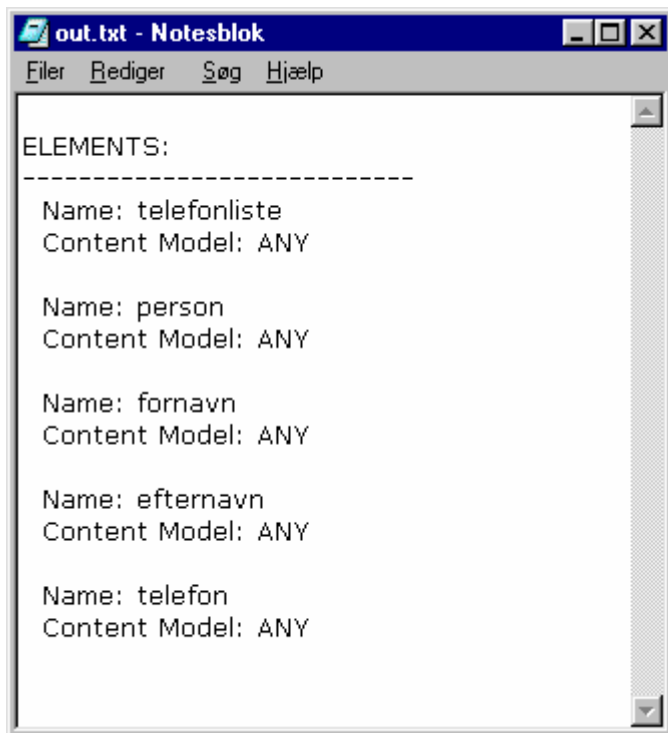 out.txt - Notesblok
Filer Rediger Søg Hjælp
ELEMENTS:
----------------------------
Name: telefonliste
Content Model: ANY
Name: person
Content Model: ANY
Name: fornavn
Content Model: ANY
Name: efternavn
Content Model: ANY
Name: telefon
Content Model: ANY